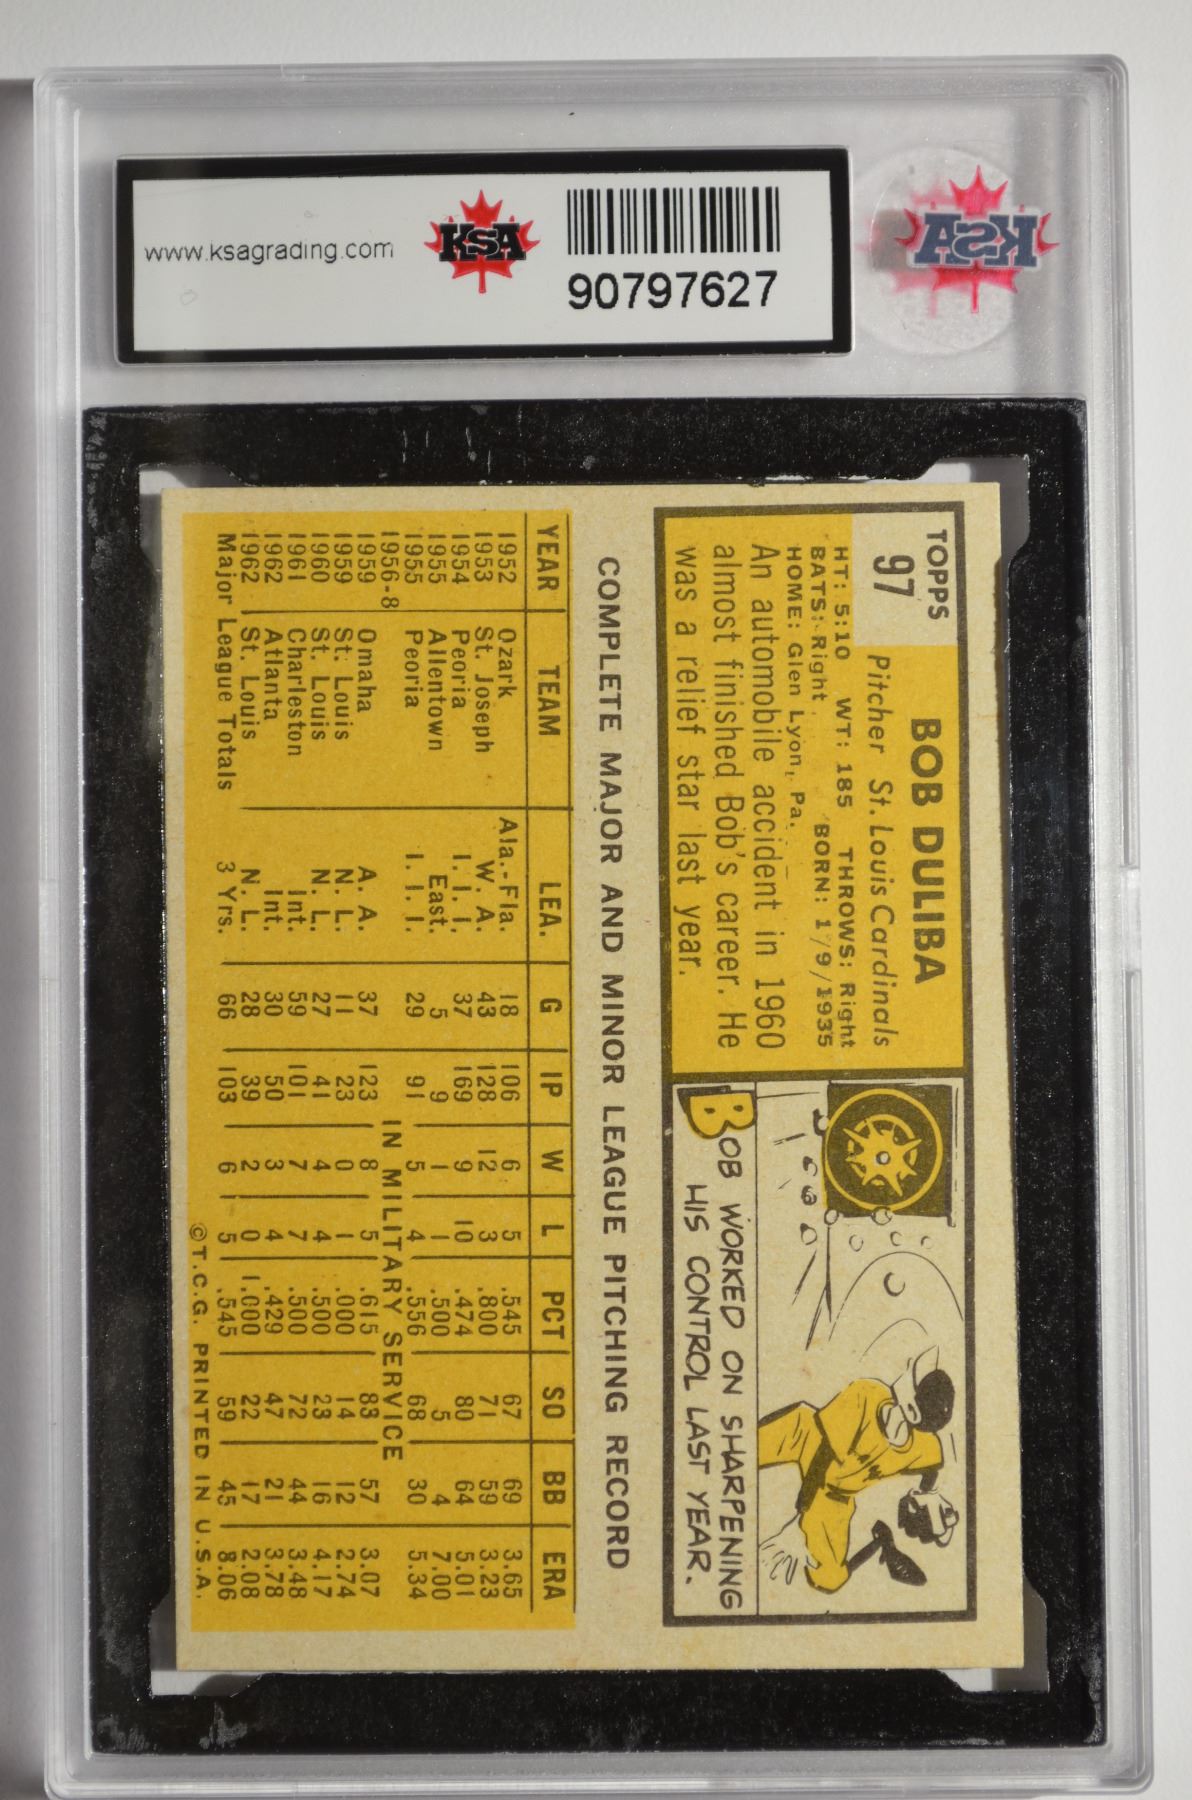 www.ksagrading.com
KSA
90797627
KSA
TOPPS
97
BOB DULIBA
Pitcher St. Louis Cardinals
HT: 5:10 WT: 185 THROWS: Right
BATS: Right BORN: 1/9/1935
HOME: Glen Lyon, Pa.
An automobile accident in 1960
almost finished Bob's career. He
was a relief star last year.
BOB WORKED ON SHARPENING
HIS CONTROL LAST YEAR.
COMPLETE MAJOR AND MINOR LEAGUE PITCHING RECORD
YEAR TEAM LEA. G IP W L PCT SO BB ERA
1952 Ozark Ala.-Fla. 18 106 6 5 .545 67 69 3.65
1953 St. Joseph W. A. 43 128 12 3 .800 71 59 3.23
1954 Peoria I. I. I. 37 169 9 10 .474 80 64 5.01
1955 Allentown East. 5 9 1 1 .500 5 4 7.00
1955 Peoria I. I. I. 29 91 5 4 .556 68 30 5.34
1956-8 IN MILITARY SERVICE
1959 Omaha A. A. 37 123 8 5 .615 83 57 3.07
1959 St. Louis N. L. 11 23 0 1 .000 14 12 2.74
1960 St. Louis N. L. 27 41 4 4 .500 23 16 4.17
1961 Charleston Int. 59 101 7 7 .500 72 44 3.48
1962 Atlanta Int. 30 50 3 4 .429 47 21 3.78
1962 St. Louis N. L. 28 39 2 0 1.000 22 17 2.08
Major League Totals 3 Yrs. 66 103 6 5 .545 59 45 8.06
©T.C.G. PRINTED IN U.S.A.